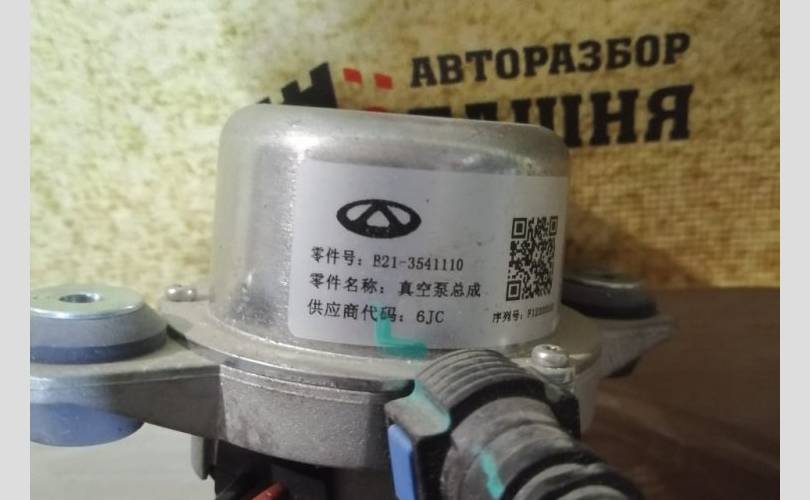 АВТОРАЗБОР
零件号：B21-3541110
零件名称：真空泵总成
供应商代码：6JC
序列号：